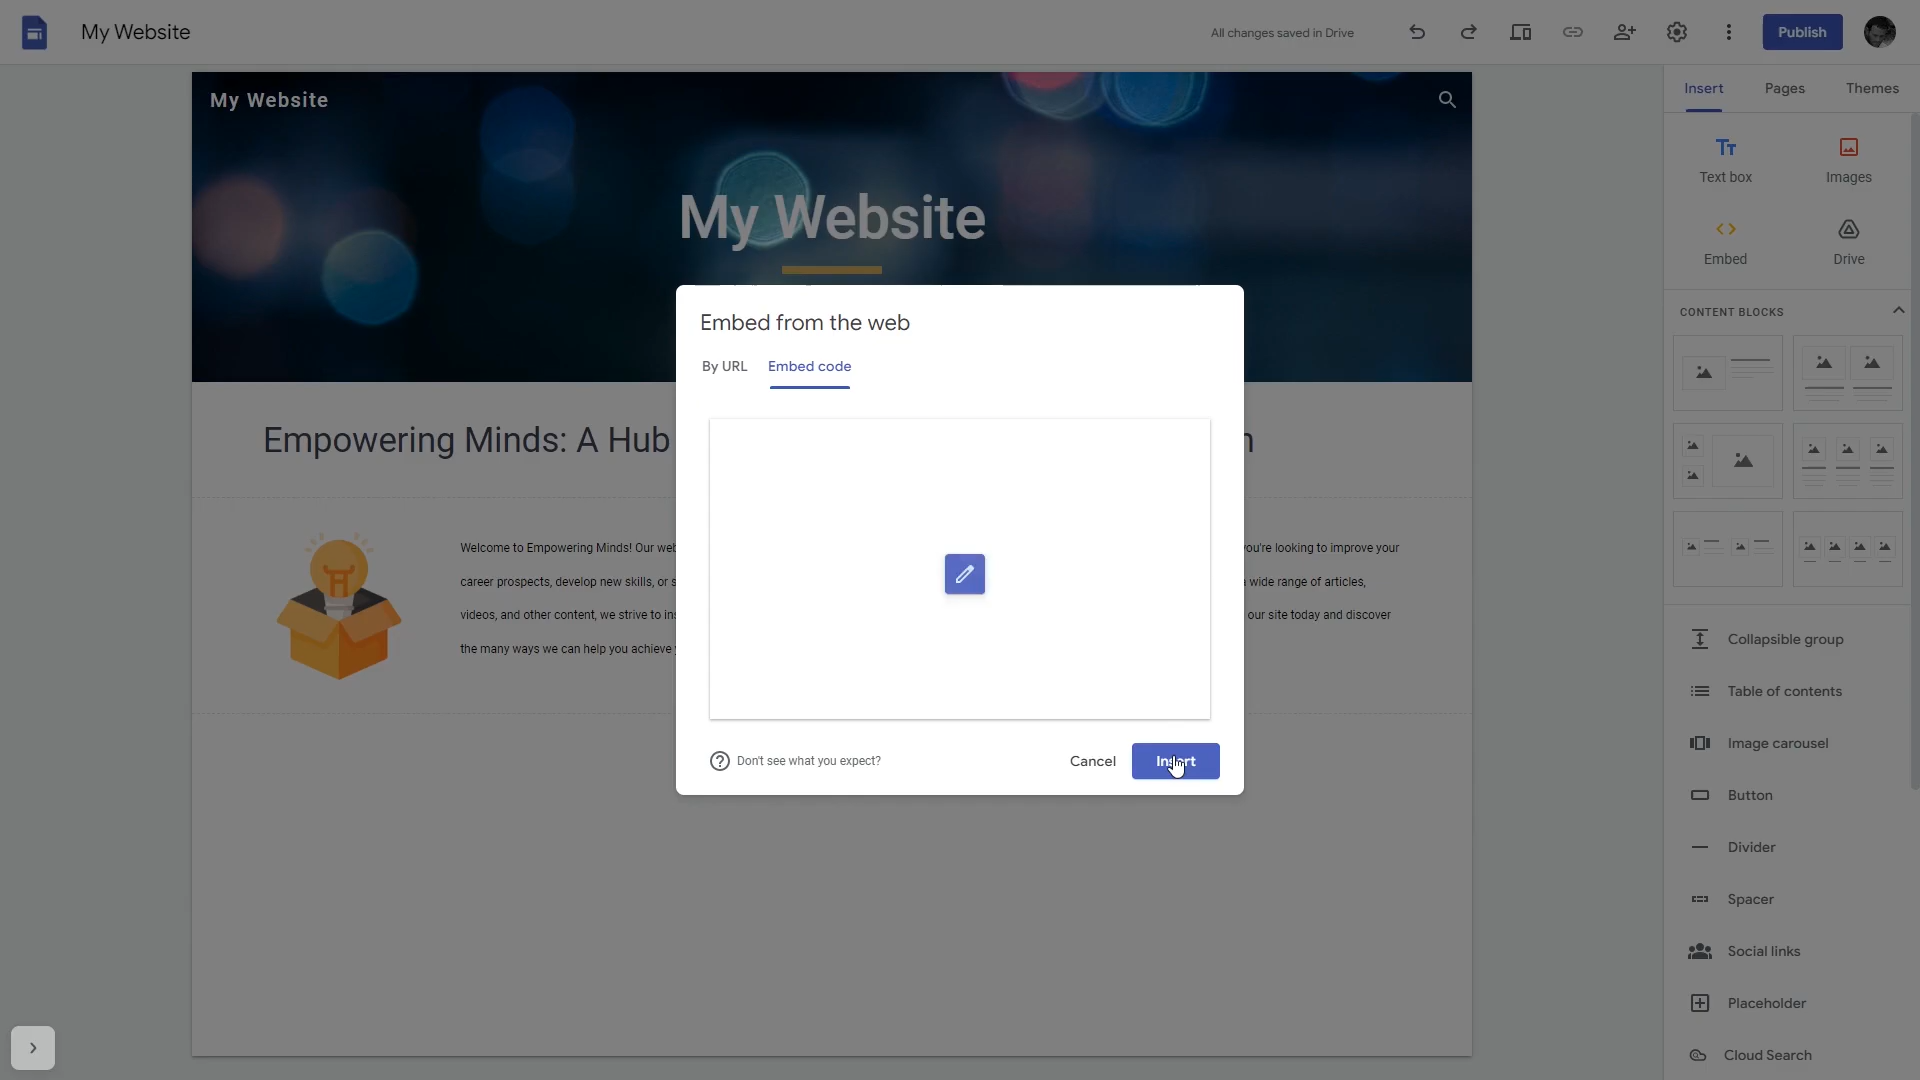 My Website
All changes saved in Drive
Publish
My Website
My Website
Insert
Pages
Themes
Text box
Images
Embed
Drive
CONTENT BLOCKS
Embed from the web
By URL
Embed code
Empowering Minds: A Hub
Welcome to Empowering Minds! Our
you're looking to improve your
career prospects, develop new skills, or
wide range of articles,
videos, and other content, we strive to
our site today and discover
the many ways we can help you achieve
Don't see what you expect?
Cancel
Insert
Collapsible group
Table of contents
Image carousel
Button
Divider
Spacer
Social links
Placeholder
Cloud Search